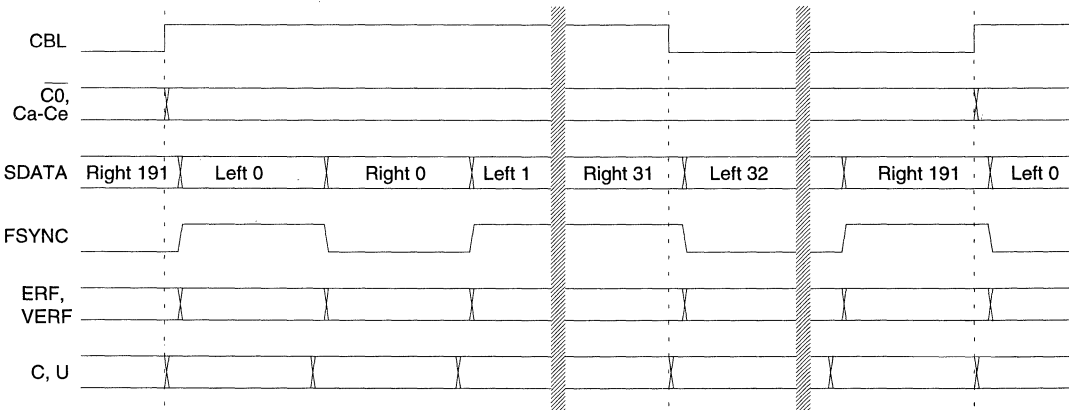 CBL
C0,
Ca-Ce
SDATA Right 191 Left 0 Right 0 Left 1 Right 31 Left 32 Right 191 Left 0
FSYNC
ERF,
VERF
C, U